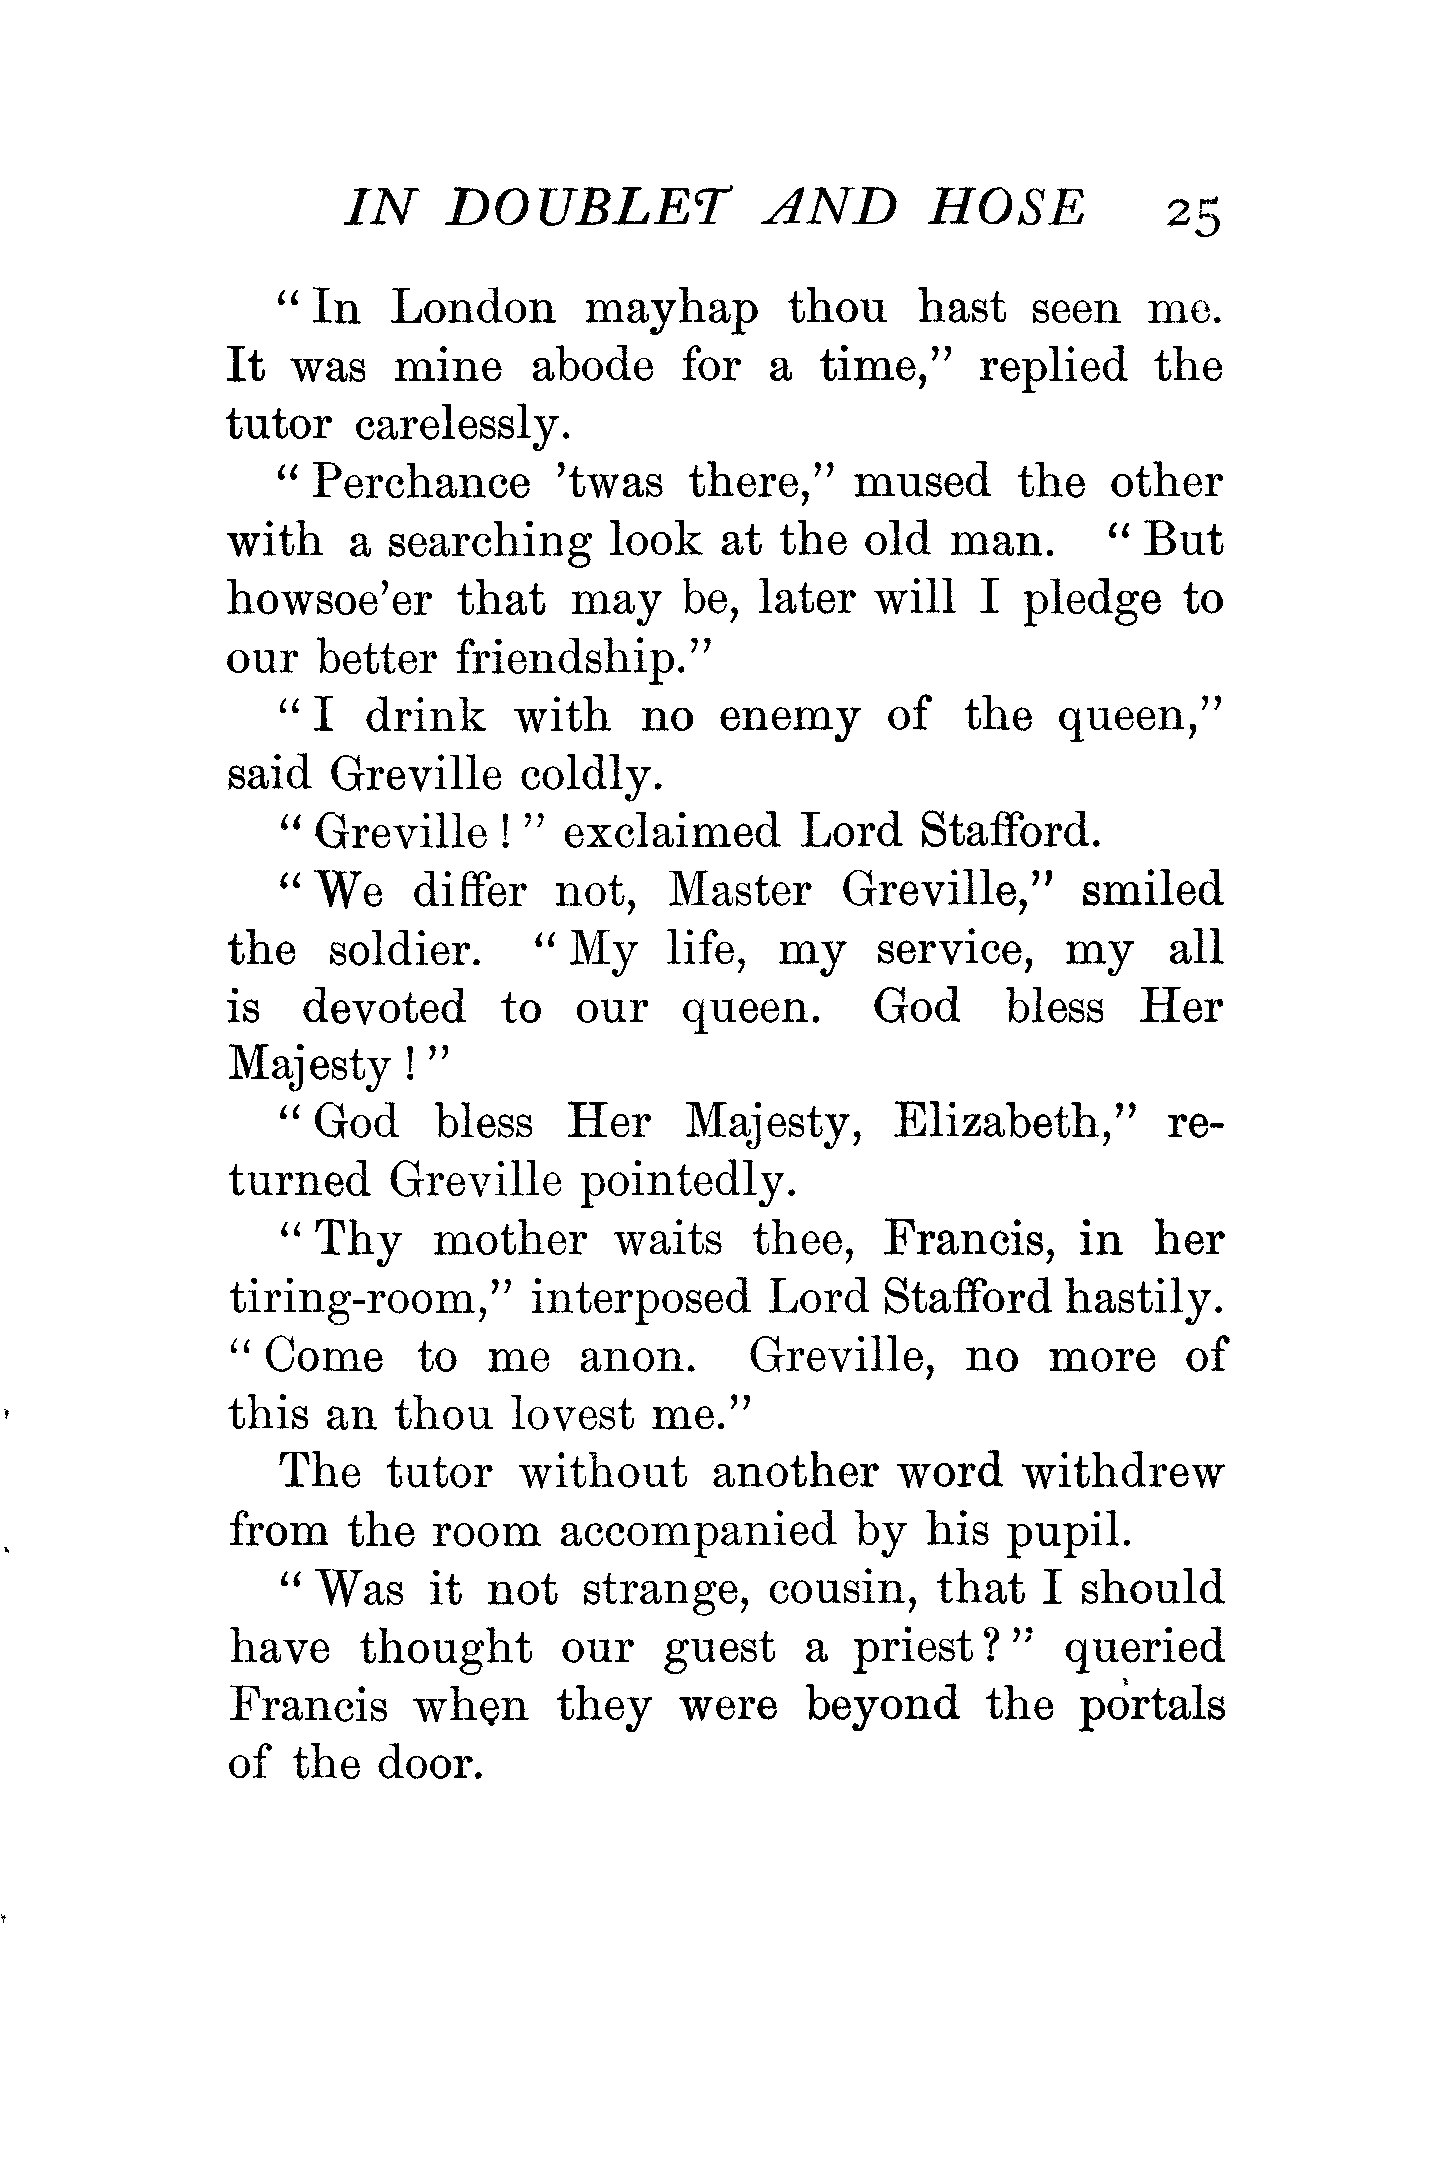 IN DOUBLET AND HOSE 25
“ In London mayhap thou hast seen me.
It was mine abode for a time,” replied the
tutor carelessly.
“ Perchance ’twas there,” mused the other
with a searching look at the old man. “ But
howsoe’er that may be, later will I pledge to
our better friendship.”
“ I drink with no enemy of the queen,”
said Greville coldly.
“ Greville ! ” exclaimed Lord Stafford.
“ We differ not, Master Greville,” smiled
the soldier. “ My life, my service, my all
is devoted to our queen. God bless Her
Majesty ! ”
“ God bless Her Majesty, Elizabeth,” re-
turned Greville pointedly.
“ Thy mother waits thee, Francis, in her
tiring-room,” interposed Lord Stafford hastily.
“ Come to me anon. Greville, no more of
this an thou lovest me.”
The tutor without another word withdrew
from the room accompanied by his pupil.
“ Was it not strange, cousin, that I should
have thought our guest a priest ? ” queried
Francis when they were beyond the portals
of the door.